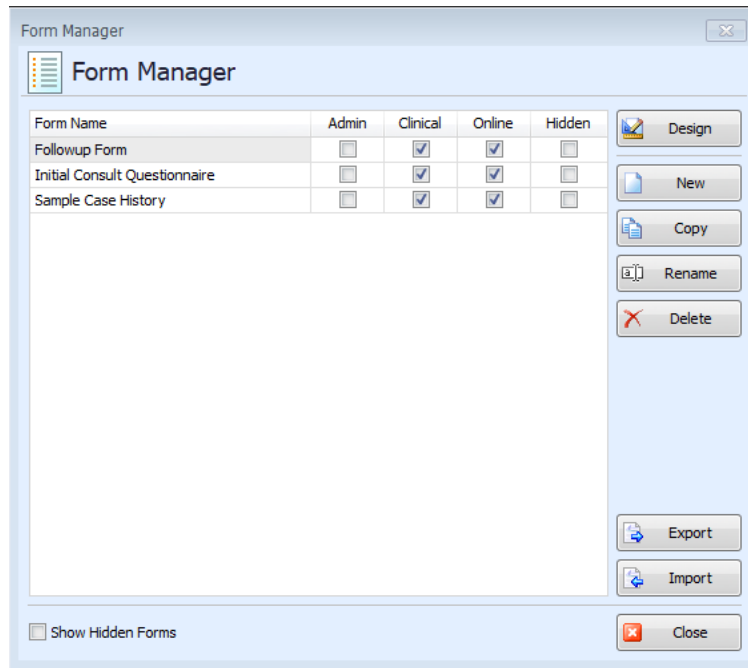 Form Manager
Form Manager
Form Name Admin Clinical Online Hidden
Followup Form
Initial Consult Questionnaire
Sample Case History
Design
New
Copy
Rename
Delete
Export
Import
Show Hidden Forms
Close